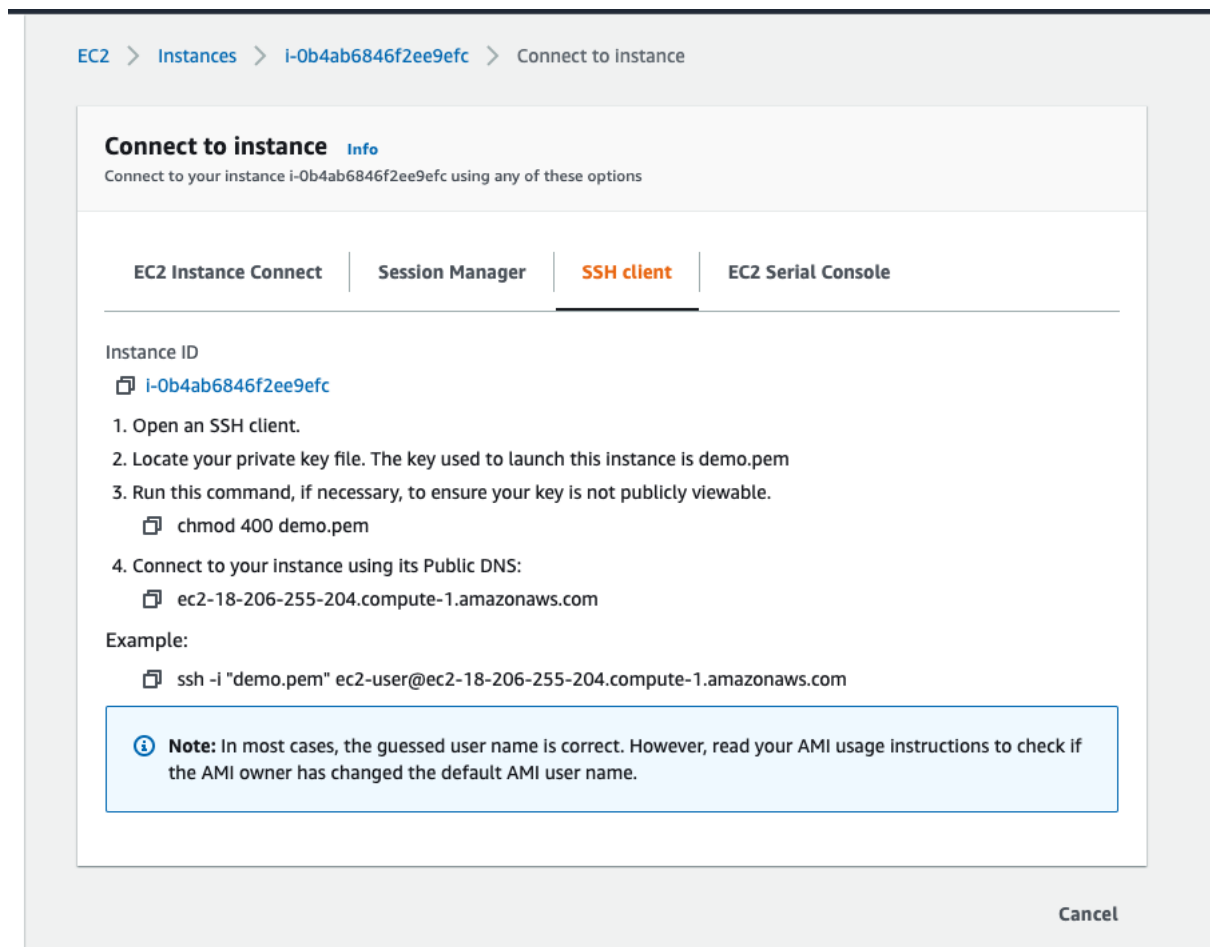 EC2 > Instances > i-0b4ab6846f2ee9efc > Connect to instance
Connect to instance Info
Connect to your instance i-0b4ab6846f2ee9efc using any of these options
EC2 Instance Connect Session Manager SSH client EC2 Serial Console
Instance ID
i-0b4ab6846f2ee9efc
1. Open an SSH client.
2. Locate your private key file. The key used to launch this instance is demo.pem
3. Run this command, if necessary, to ensure your key is not publicly viewable.
chmod 400 demo.pem
4. Connect to your instance using its Public DNS:
ec2-18-206-255-204.compute-1.amazonaws.com
Example:
ssh -i "demo.pem" ec2-user@ec2-18-206-255-204.compute-1.amazonaws.com
Note: In most cases, the guessed user name is correct. However, read your AMI usage instructions to check if
the AMI owner has changed the default AMI user name.
Cancel